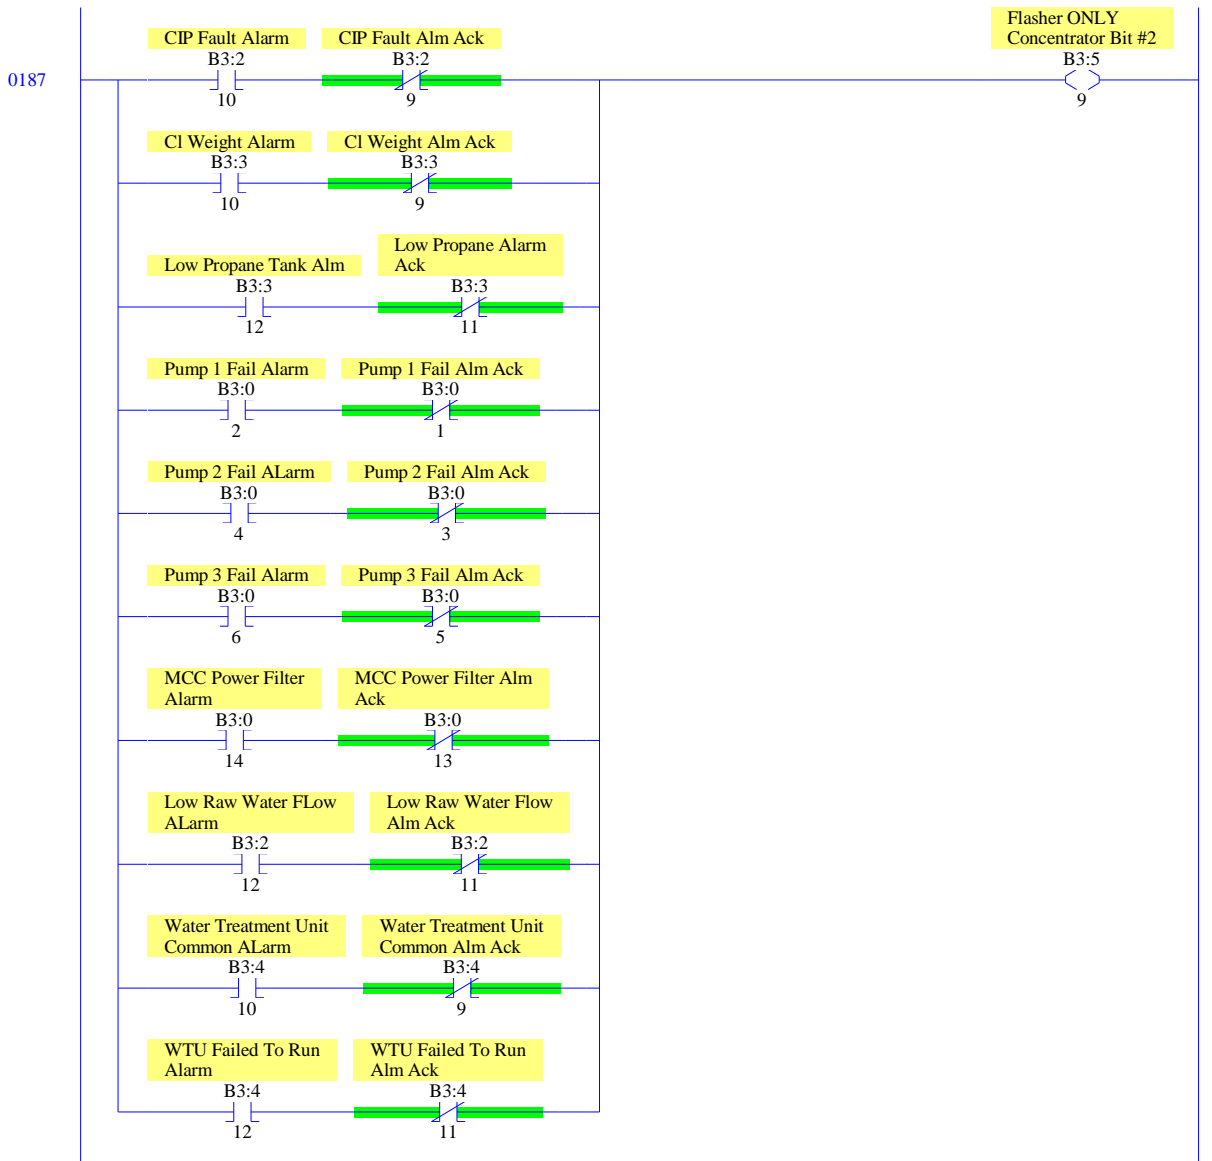 Flasher ONLY
Concentrator Bit #2
B3:5
9
0187
CIP Fault Alarm
B3:2
10
CIP Fault Alm Ack
B3:2
9
Cl Weight Alarm
B3:3
10
Cl Weight Alm Ack
B3:3
9
Low Propane Tank Alm
B3:3
12
Low Propane Alarm
Ack
B3:3
11
Pump 1 Fail Alarm
B3:0
2
Pump 1 Fail Alm Ack
B3:0
1
Pump 2 Fail ALarm
B3:0
4
Pump 2 Fail Alm Ack
B3:0
3
Pump 3 Fail Alarm
B3:0
6
Pump 3 Fail Alm Ack
B3:0
5
MCC Power Filter
Alarm
B3:0
14
MCC Power Filter Alm
Ack
B3:0
13
Low Raw Water FLow
ALarm
B3:2
12
Low Raw Water Flow
Alm Ack
B3:2
11
Water Treatment Unit
Common ALarm
B3:4
10
Water Treatment Unit
Common Alm Ack
B3:4
9
WTU Failed To Run
Alarm
B3:4
12
WTU Failed To Run
Alm Ack
B3:4
11